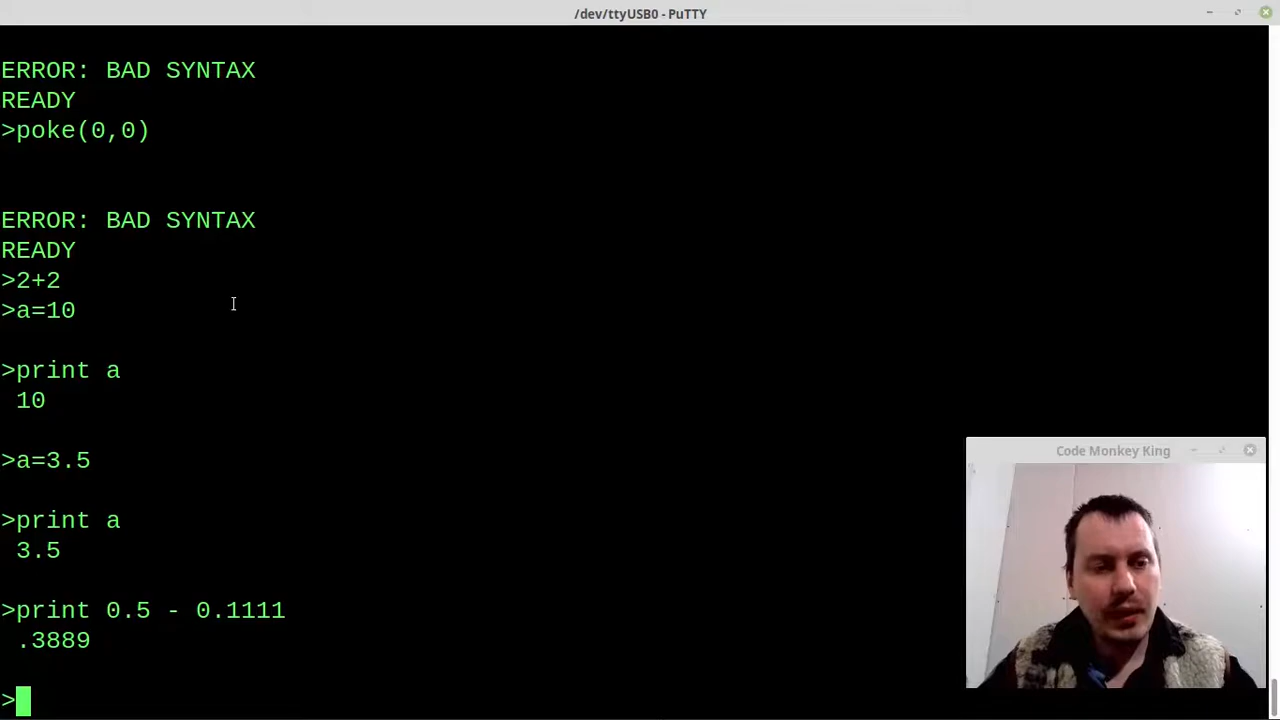 /dev/ttyUSB0 - PuTTY
ERROR: BAD SYNTAX
READY
>poke(0,0)
ERROR: BAD SYNTAX
READY
>2+2
>a=10
>print a
10
>a=3.5
>print a
3.5
>print 0.5 - 0.1111
.3889
>
Code Monkey King